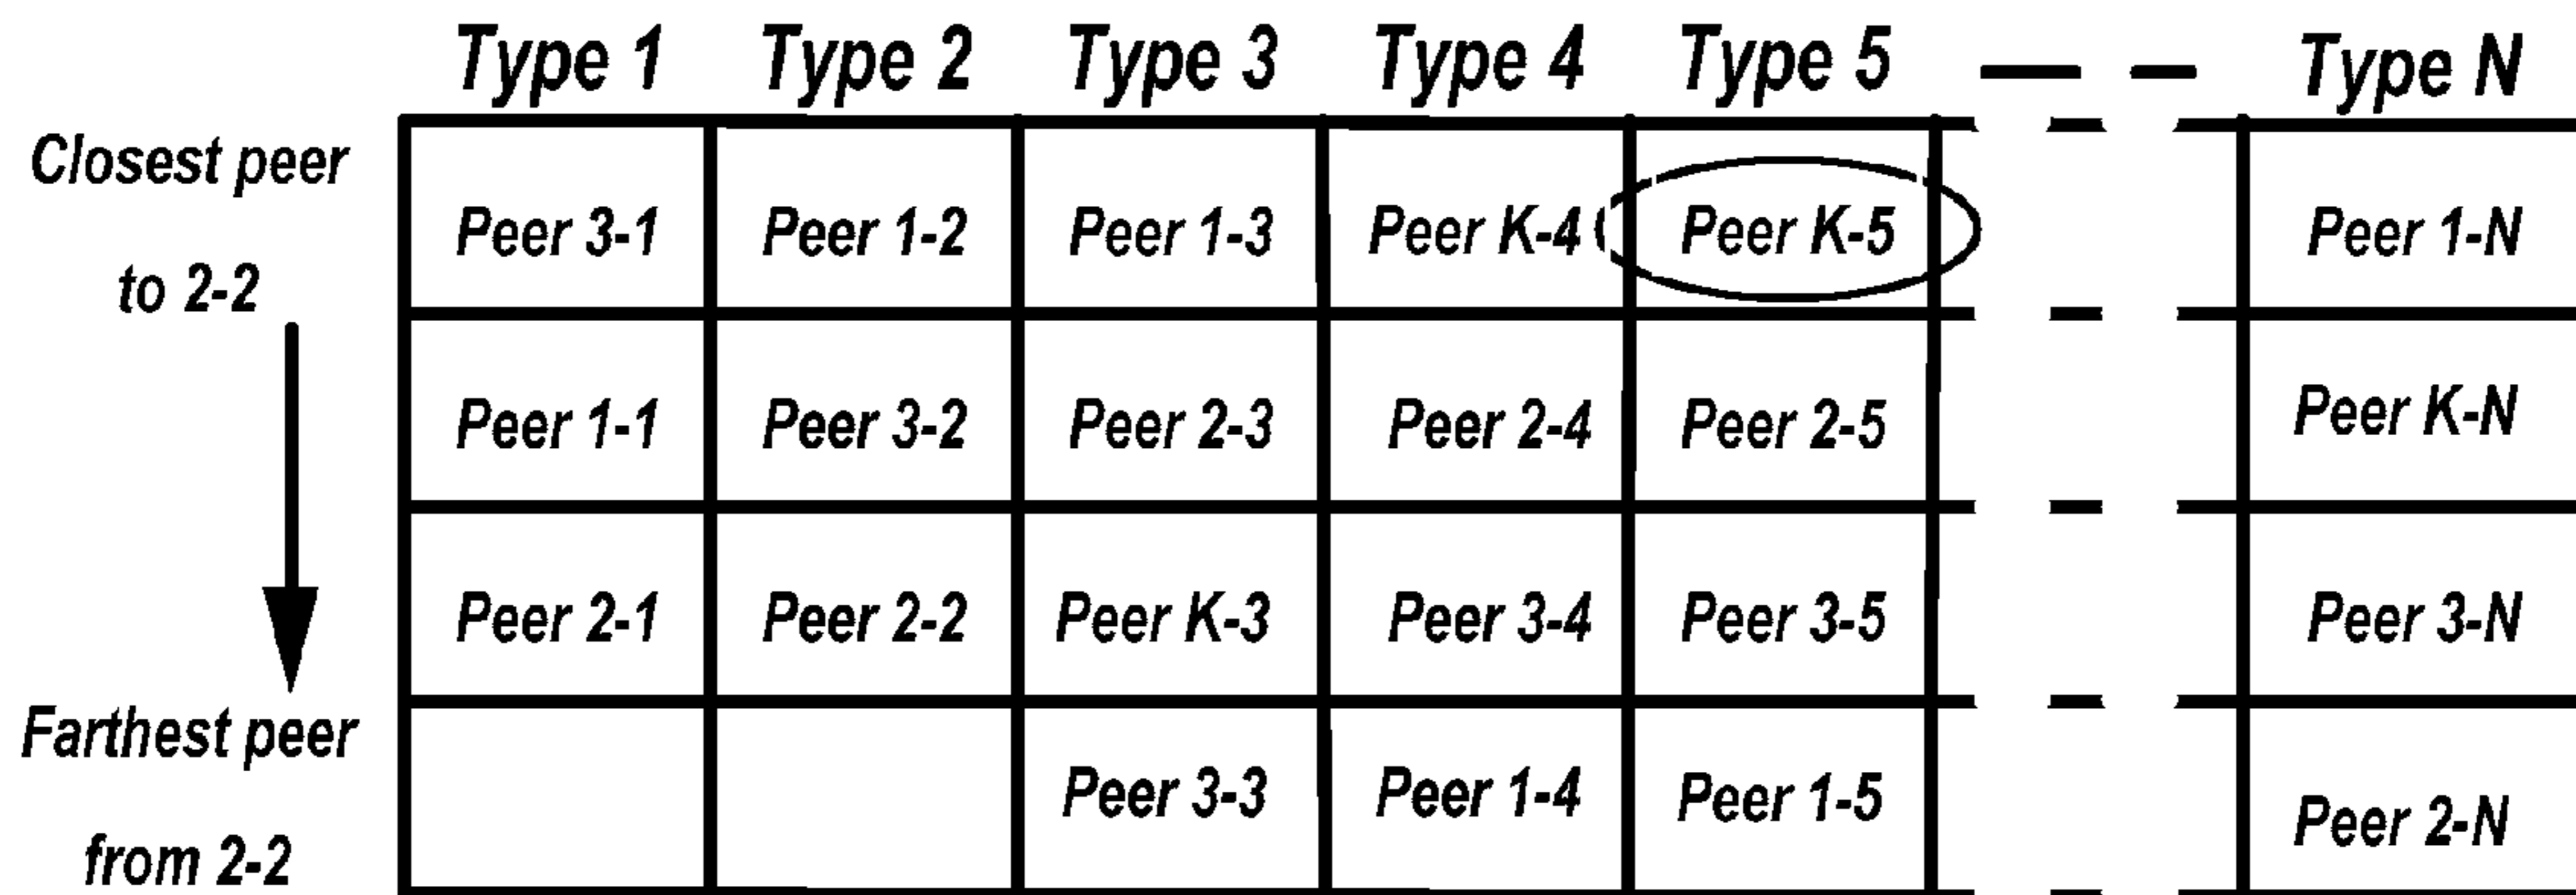 Type 1 Type 2 Type 3 Type 4 Type 5 Type N
Closest peer
to 2-2
Peer 3-1 Peer 1-2 Peer 1-3 Peer K-4 Peer K-5 Peer 1-N
Peer 1-1 Peer 3-2 Peer 2-3 Peer 2-4 Peer 2-5 Peer K-N
Peer 2-1 Peer 2-2 Peer K-3 Peer 3-4 Peer 3-5 Peer 3-N
Farthest peer
from 2-2
Peer 3-3 Peer 1-4 Peer 1-5 Peer 2-N